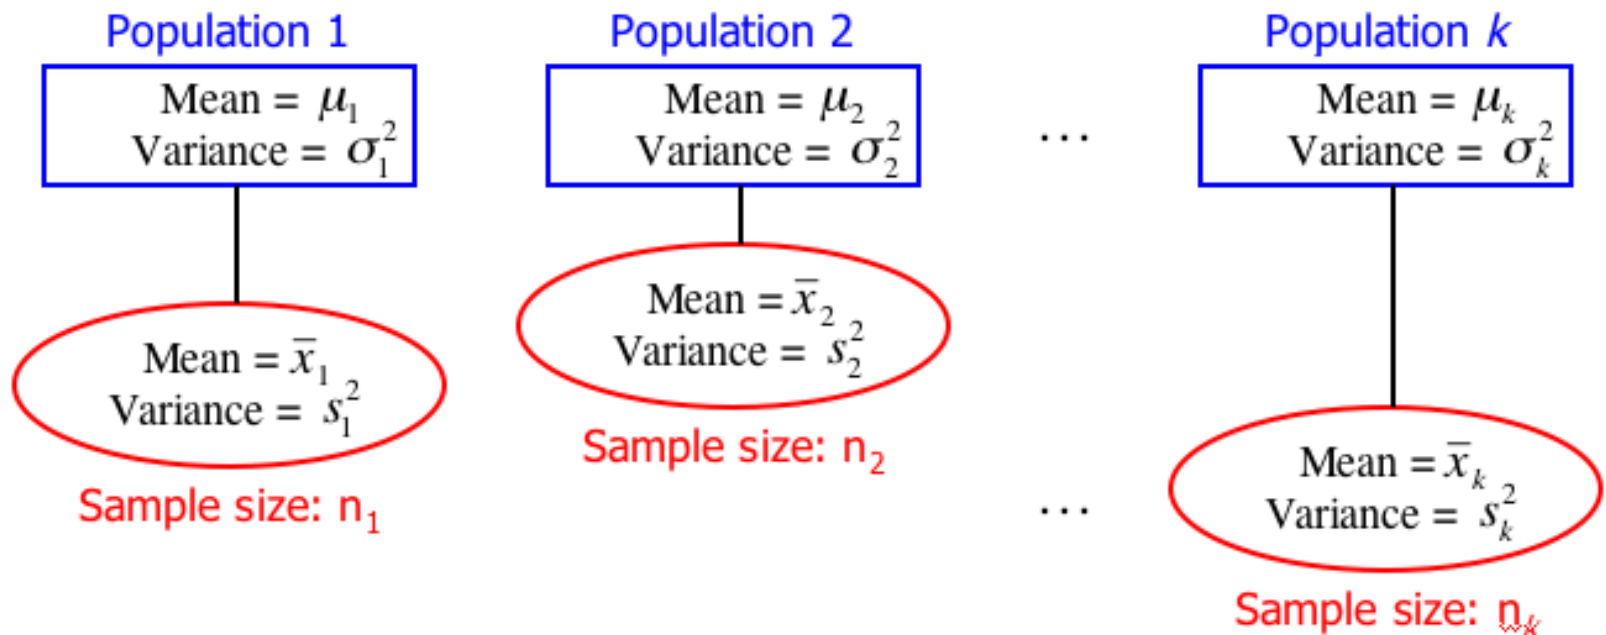 Population 1
Mean = μ₁
Variance = σ₁²
Mean = x̄₁
Variance = s₁²
Sample size: n₁
Population 2
Mean = μ₂
Variance = σ₂²
Mean = x̄₂
Variance = s₂²
Sample size: n₂
...
...
Population k
Mean = μₖ
Variance = σₖ²
Mean = x̄ₖ
Variance = sₖ²
Sample size: nₖ